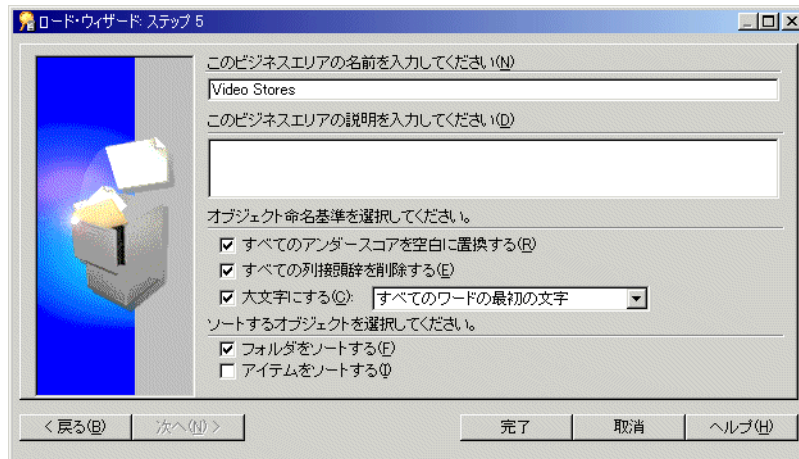 ロード・ウィザード: ステップ 5
このビジネスエリアの名前を入力してください(N)
Video Stores
このビジネスエリアの説明を入力してください(D)
オブジェクト命名基準を選択してください。
すべてのアンダースコアを空白に置換する(R)
すべての列接頭辞を削除する(E)
大文字にする(C): すべてのワードの最初の文字
ソートするオブジェクトを選択してください。
フォルダをソートする(F)
アイテムをソートする(I)
< 戻る(B) 次へ(N) > 完了 取消 ヘルプ(H)